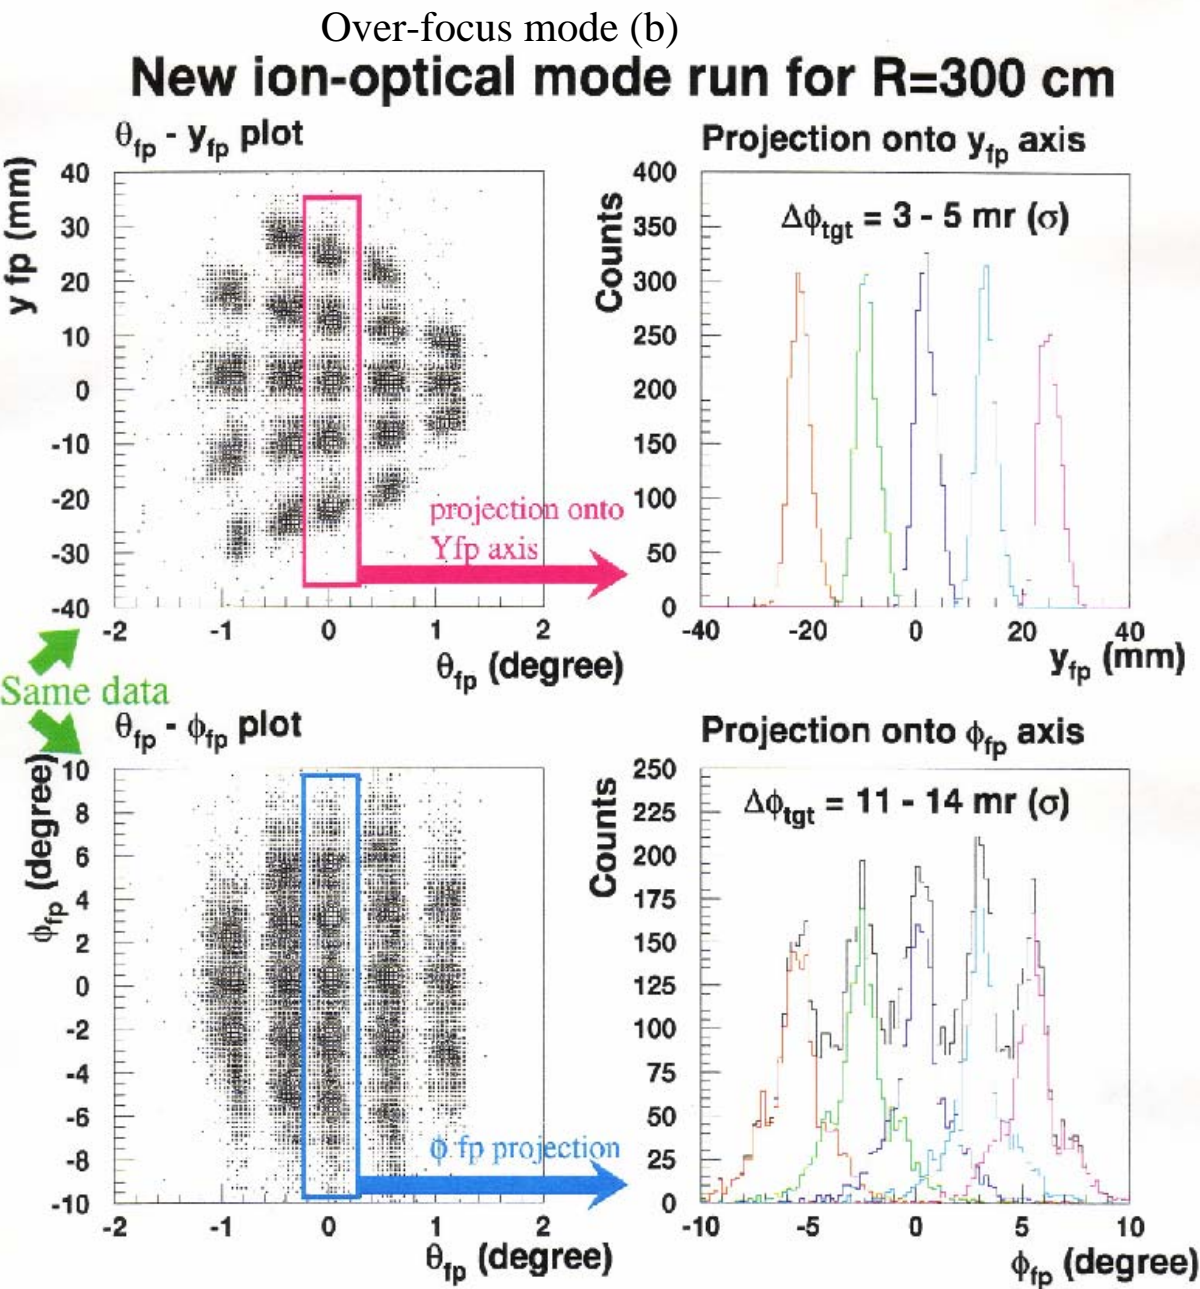 Over-focus mode (b)
New ion-optical mode run for R=300 cm
θfp - yfp plot
Projection onto yfp axis
y fp (mm)
40
30
20
10
0
-10
-20
-30
-40
-2 -1 0 1 2
θfp (degree)
projection onto
Yfp axis
Counts
400
350
300
250
200
150
100
50
0
Δϕtgt = 3 - 5 mr (σ)
-40 -20 0 20 40
yfp (mm)
Same data
θfp - ϕfp plot
Projection onto ϕfp axis
ϕfp (degree)
10
8
6
4
2
0
-2
-4
-6
-8
-10
-2 -1 0 1 2
θfp (degree)
ϕ fp projection
Counts
250
225
200
175
150
125
100
75
50
25
0
Δϕtgt = 11 - 14 mr (σ)
-10 -5 0 5 10
ϕfp (degree)